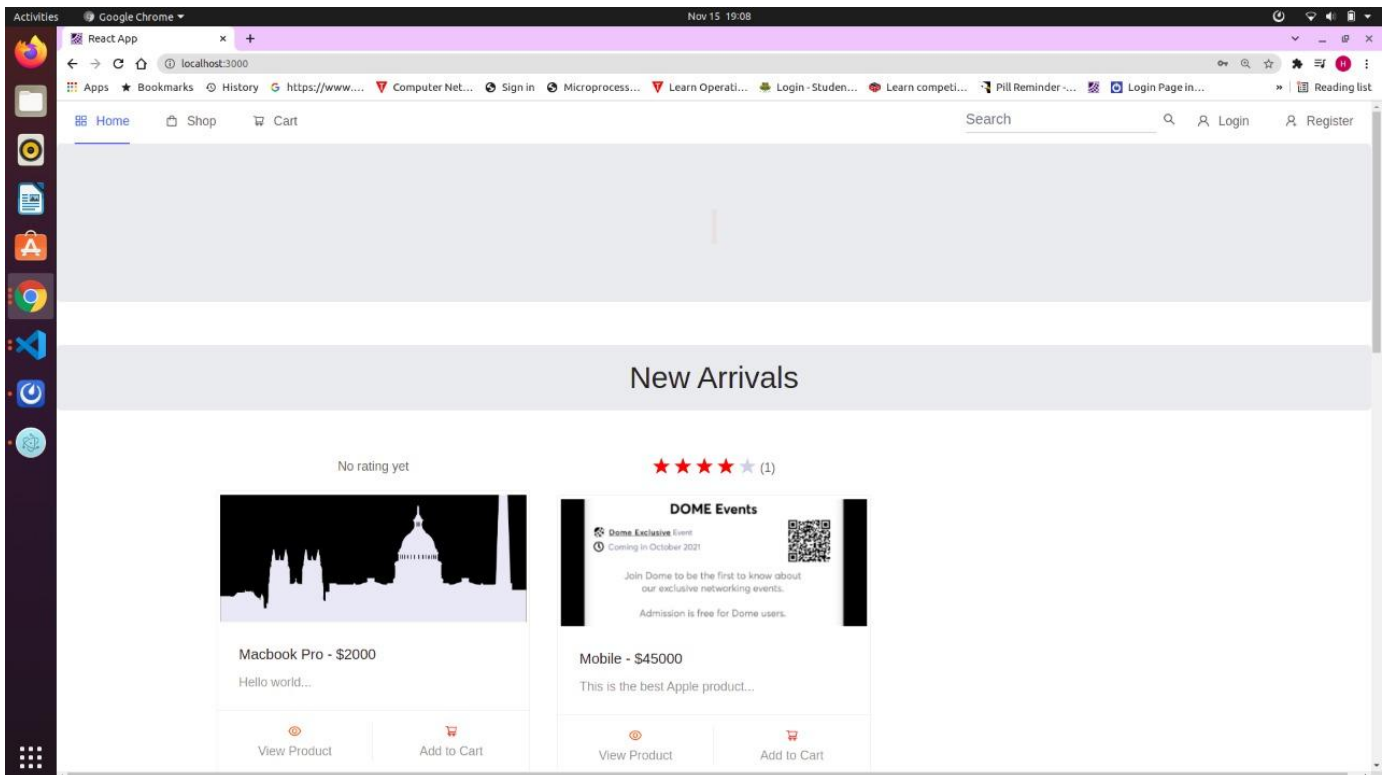 Activities Google Chrome Nov 15 19:08
React App
localhost:3000
Apps Bookmarks History https://www.... Computer Net... Sign in Microprocess... Learn Operati... Login - Studen... Learn competi... Pill Reminder -... Login Page in... » Reading list
Home Shop Cart Search Login Register
New Arrivals
No rating yet (1)
DOME Events
Dome Exclusive Event
Coming in October 2021
Join Dome to be the first to know about
our exclusive networking events.
Admission is free for Dome users.
Macbook Pro - $2000
Hello world...
Mobile - $45000
This is the best Apple product...
View Product Add to Cart
View Product Add to Cart